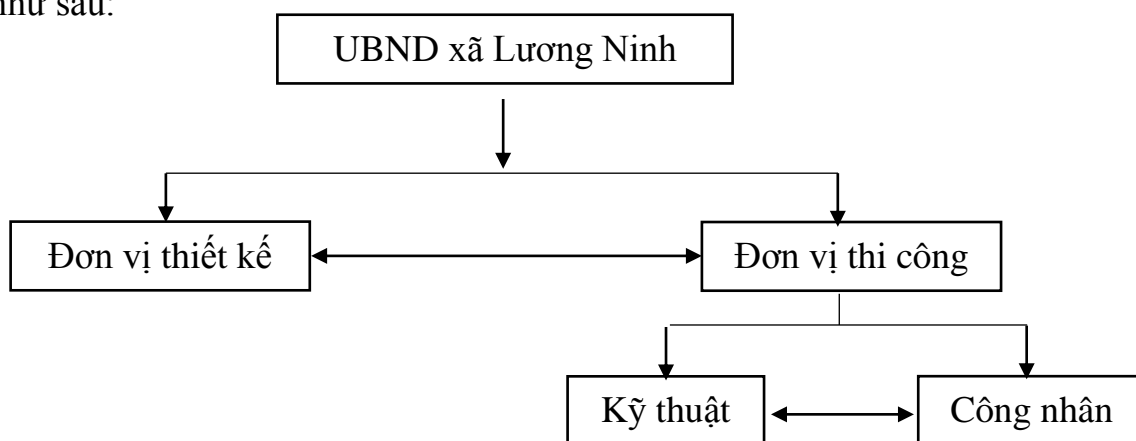 như sau:
UBND xã Lương Ninh
Đơn vị thiết kế
Đơn vị thi công
Kỹ thuật
Công nhân